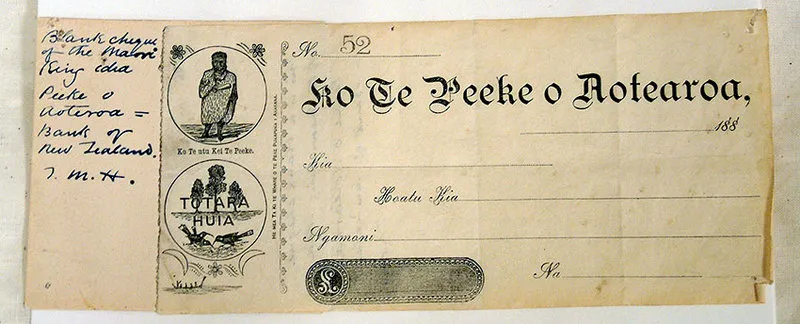 Blank cheque
of the Maori
King idea
Peeke o
Aoteroa =
Bank of
New Zealand.
T. M. H.
Ko Te utu Kei Te Peeke.
TOTARA
HUIA
No. 52
Ko Te Peeke o Aotearoa,
188
Kia
Hoatu Kia
Ngamoni
Na